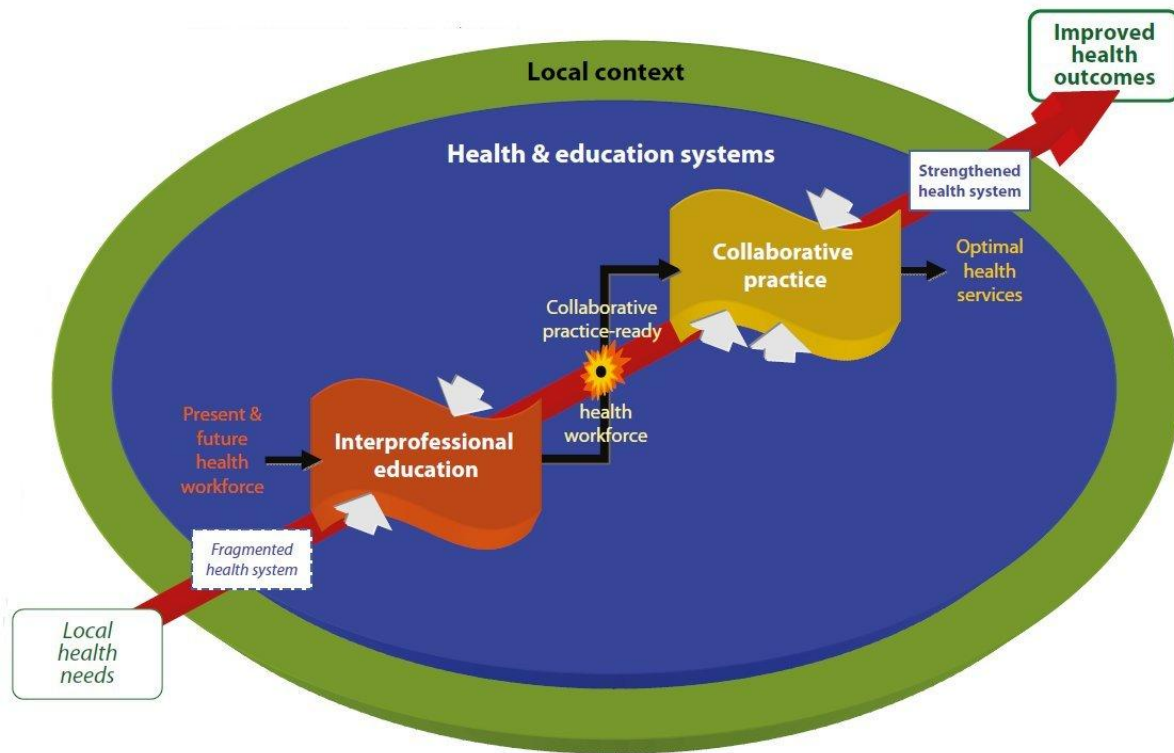 Improved
health
outcomes
Local context
Health & education systems
Strengthened
health system
Collaborative
practice
Optimal
health
services
Collaborative
practice-ready
health
workforce
Present &
future
health
workforce
Interprofessional
education
Fragmented
health system
Local
health
needs